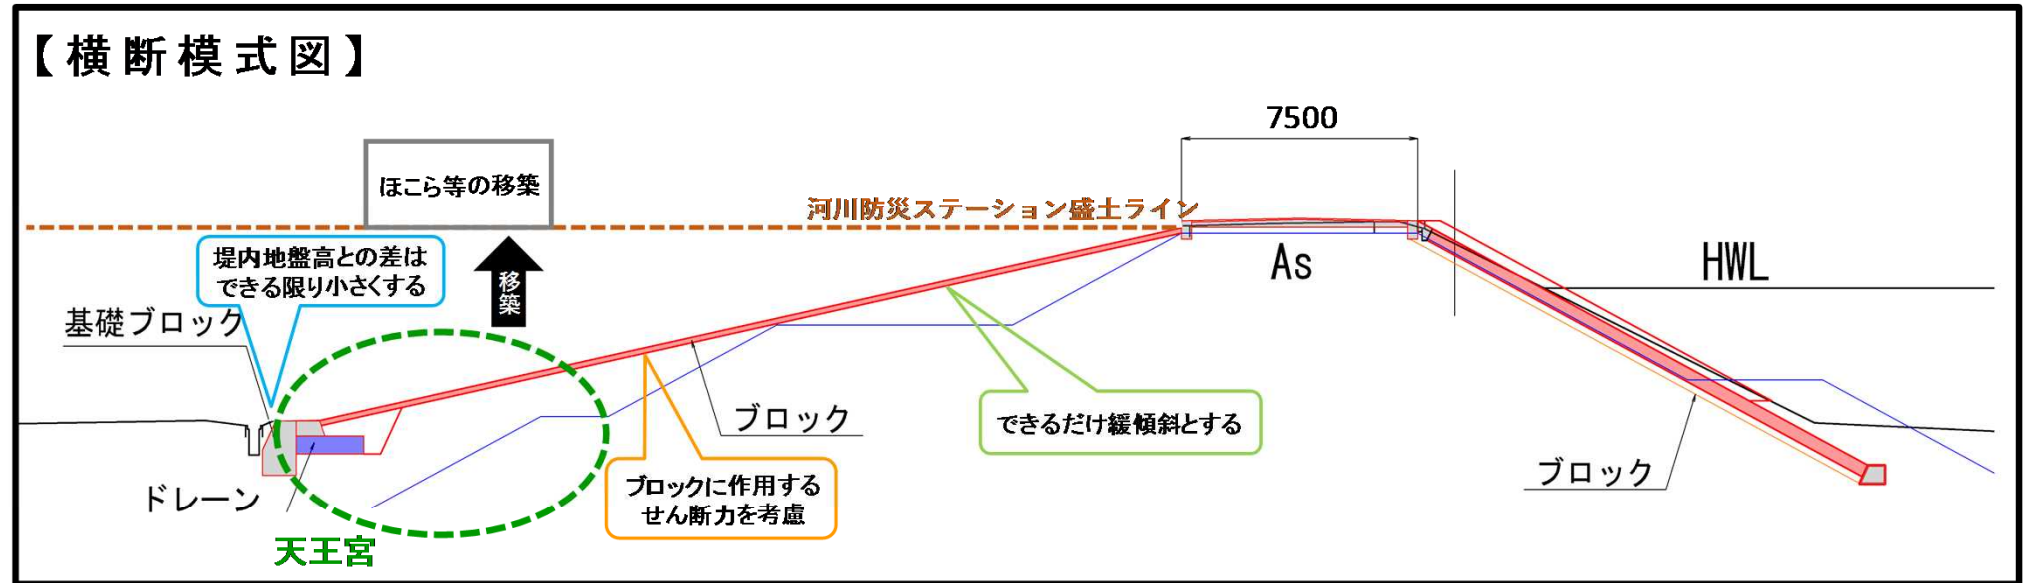 【横断模式図】
7500
ほこら等の移築
河川防災ステーション盛土ライン
堤内地盤高との差は
できる限り小さくする
移築
As
HWL
基礎ブロック
ブロック
できるだけ緩傾斜とする
ブロック
ドレーン
ブロックに作用する
せん断力を考慮
天王宮